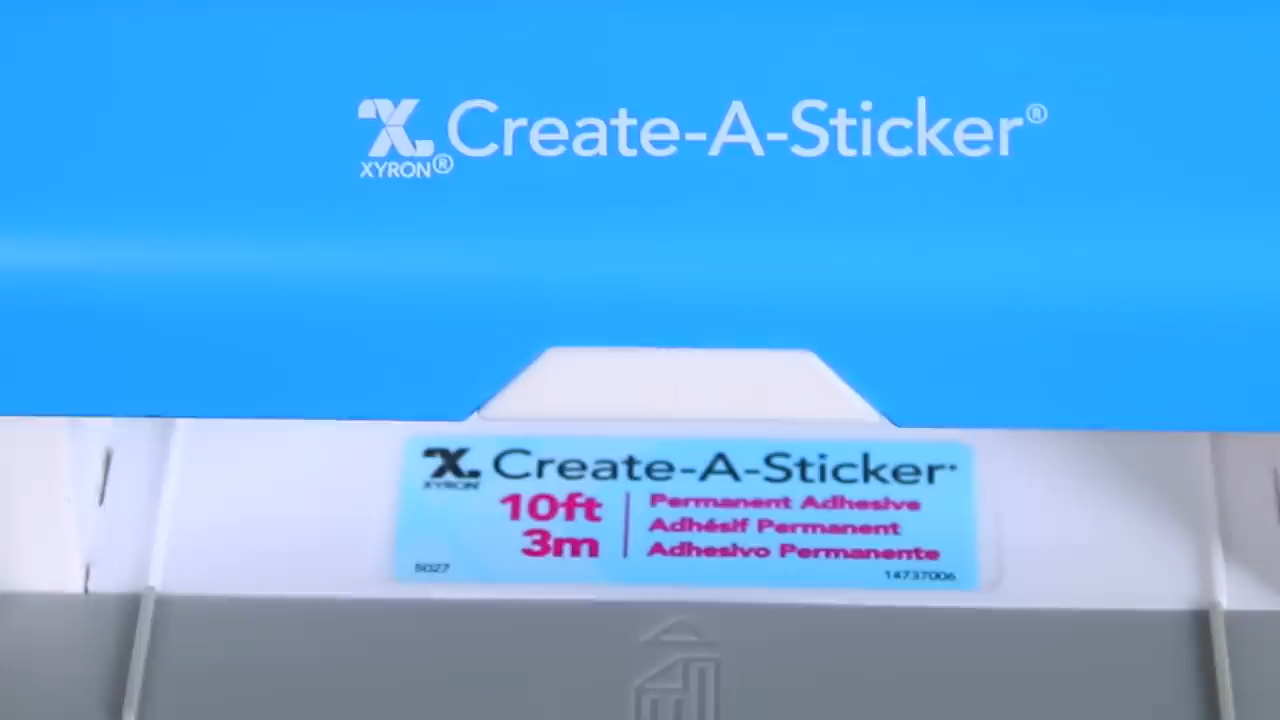 XYRON® Create-A-Sticker®
XYRON Create-A-Sticker
10ft
3m
Permanent Adhesive
Adhésif Permanent
Adhesivo Permanente
5027
14737006